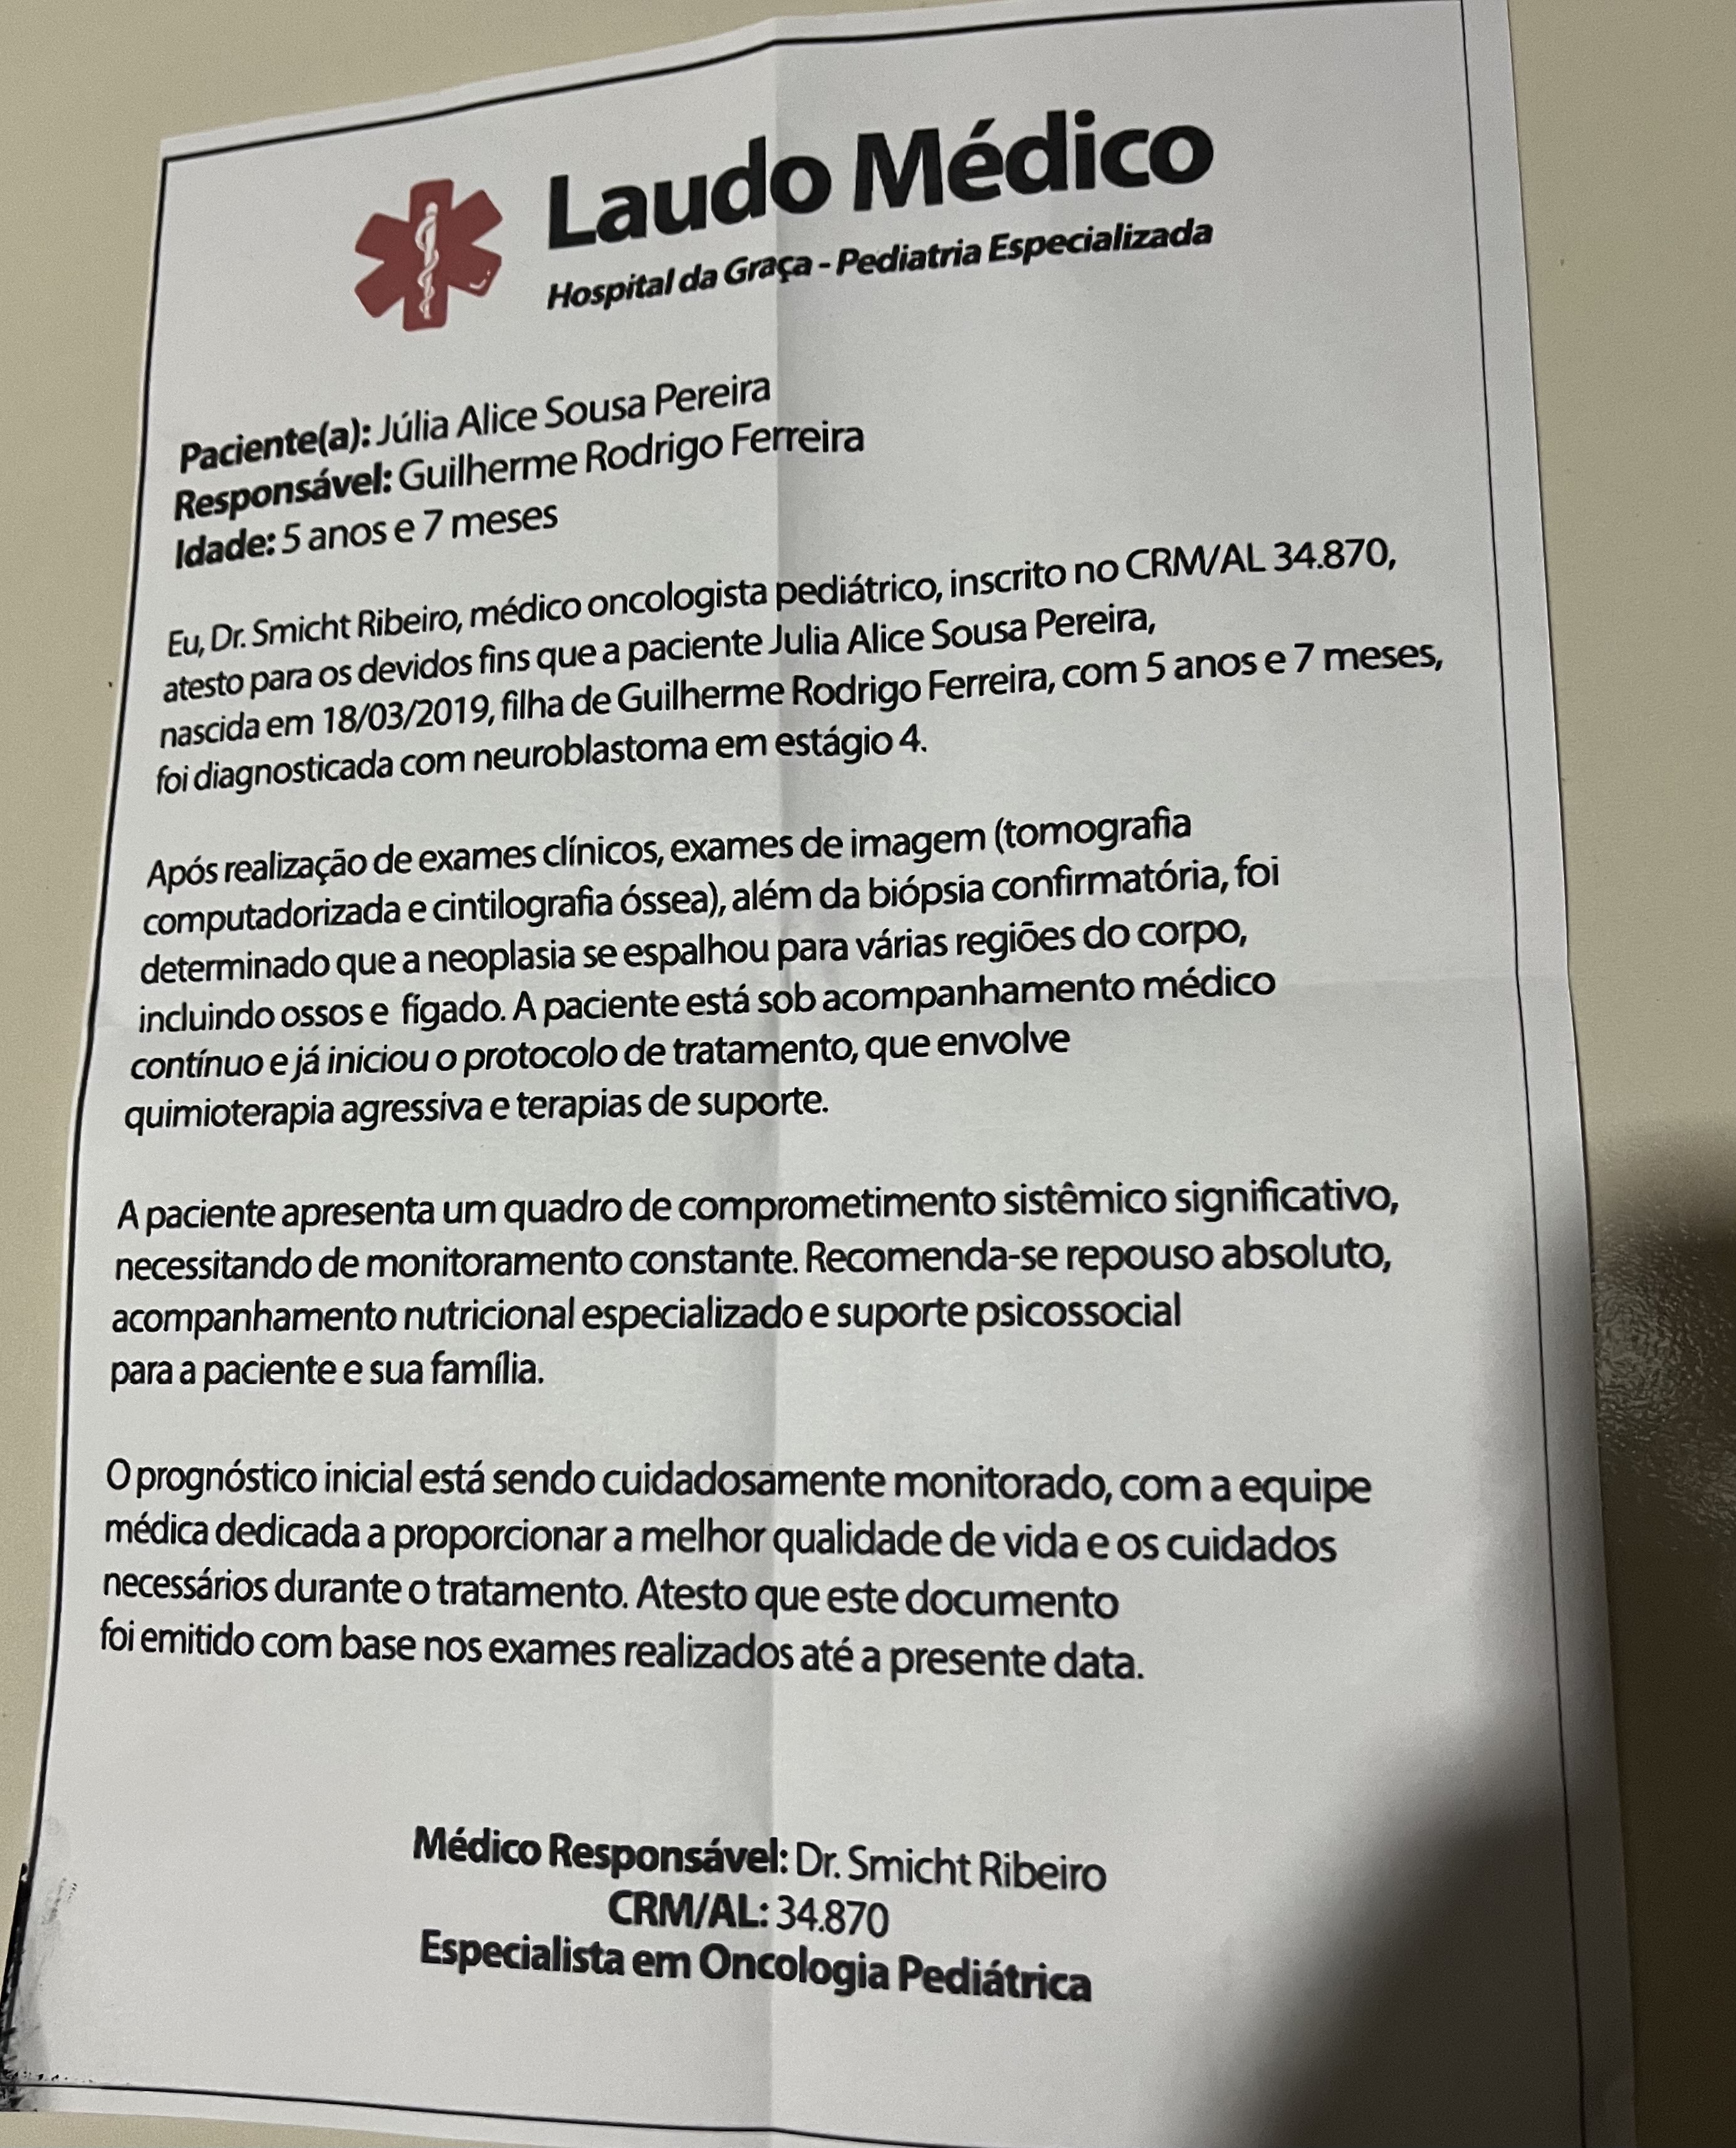 Laudo Médico
Hospital da Graça - Pediatria Especializada
Paciente(a): Júlia Alice Sousa Pereira
Responsável: Guilherme Rodrigo Ferreira
Idade: 5 anos e 7 meses
Eu, Dr. Smicht Ribeiro, médico oncologista pediátrico, inscrito no CRM/AL 34.870,
atesto para os devidos fins que a paciente Julia Alice Sousa Pereira,
nascida em 18/03/2019, filha de Guilherme Rodrigo Ferreira, com 5 anos e 7 meses,
foi diagnosticada com neuroblastoma em estágio 4.
Após realização de exames clínicos, exames de imagem (tomografia
computadorizada e cintilografia óssea), além da biópsia confirmatória, foi
determinado que a neoplasia se espalhou para várias regiões do corpo,
incluindo ossos e fígado. A paciente está sob acompanhamento médico
contínuo e já iniciou o protocolo de tratamento, que envolve
quimioterapia agressiva e terapias de suporte.
A paciente apresenta um quadro de comprometimento sistêmico significativo,
necessitando de monitoramento constante. Recomenda-se repouso absoluto,
acompanhamento nutricional especializado e suporte psicossocial
para a paciente e sua família.
O prognóstico inicial está sendo cuidadosamente monitorado, com a equipe
médica dedicada a proporcionar a melhor qualidade de vida e os cuidados
necessários durante o tratamento. Atesto que este documento
foi emitido com base nos exames realizados até a presente data.
Médico Responsável: Dr. Smicht Ribeiro
CRM/AL: 34.870
Especialista em Oncologia Pediátrica